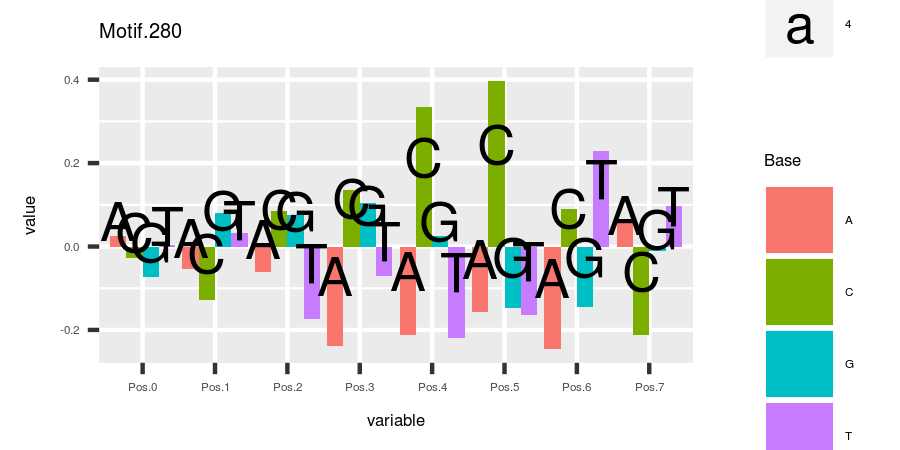 Motif.280
a 4
value
0.4
0.2
0.0
-0.2
A C G T A C G T A C G T A C G T A C G T A C G T A C G T A C G T
Pos.0 Pos.1 Pos.2 Pos.3 Pos.4 Pos.5 Pos.6 Pos.7
variable
Base
A
C
G
T